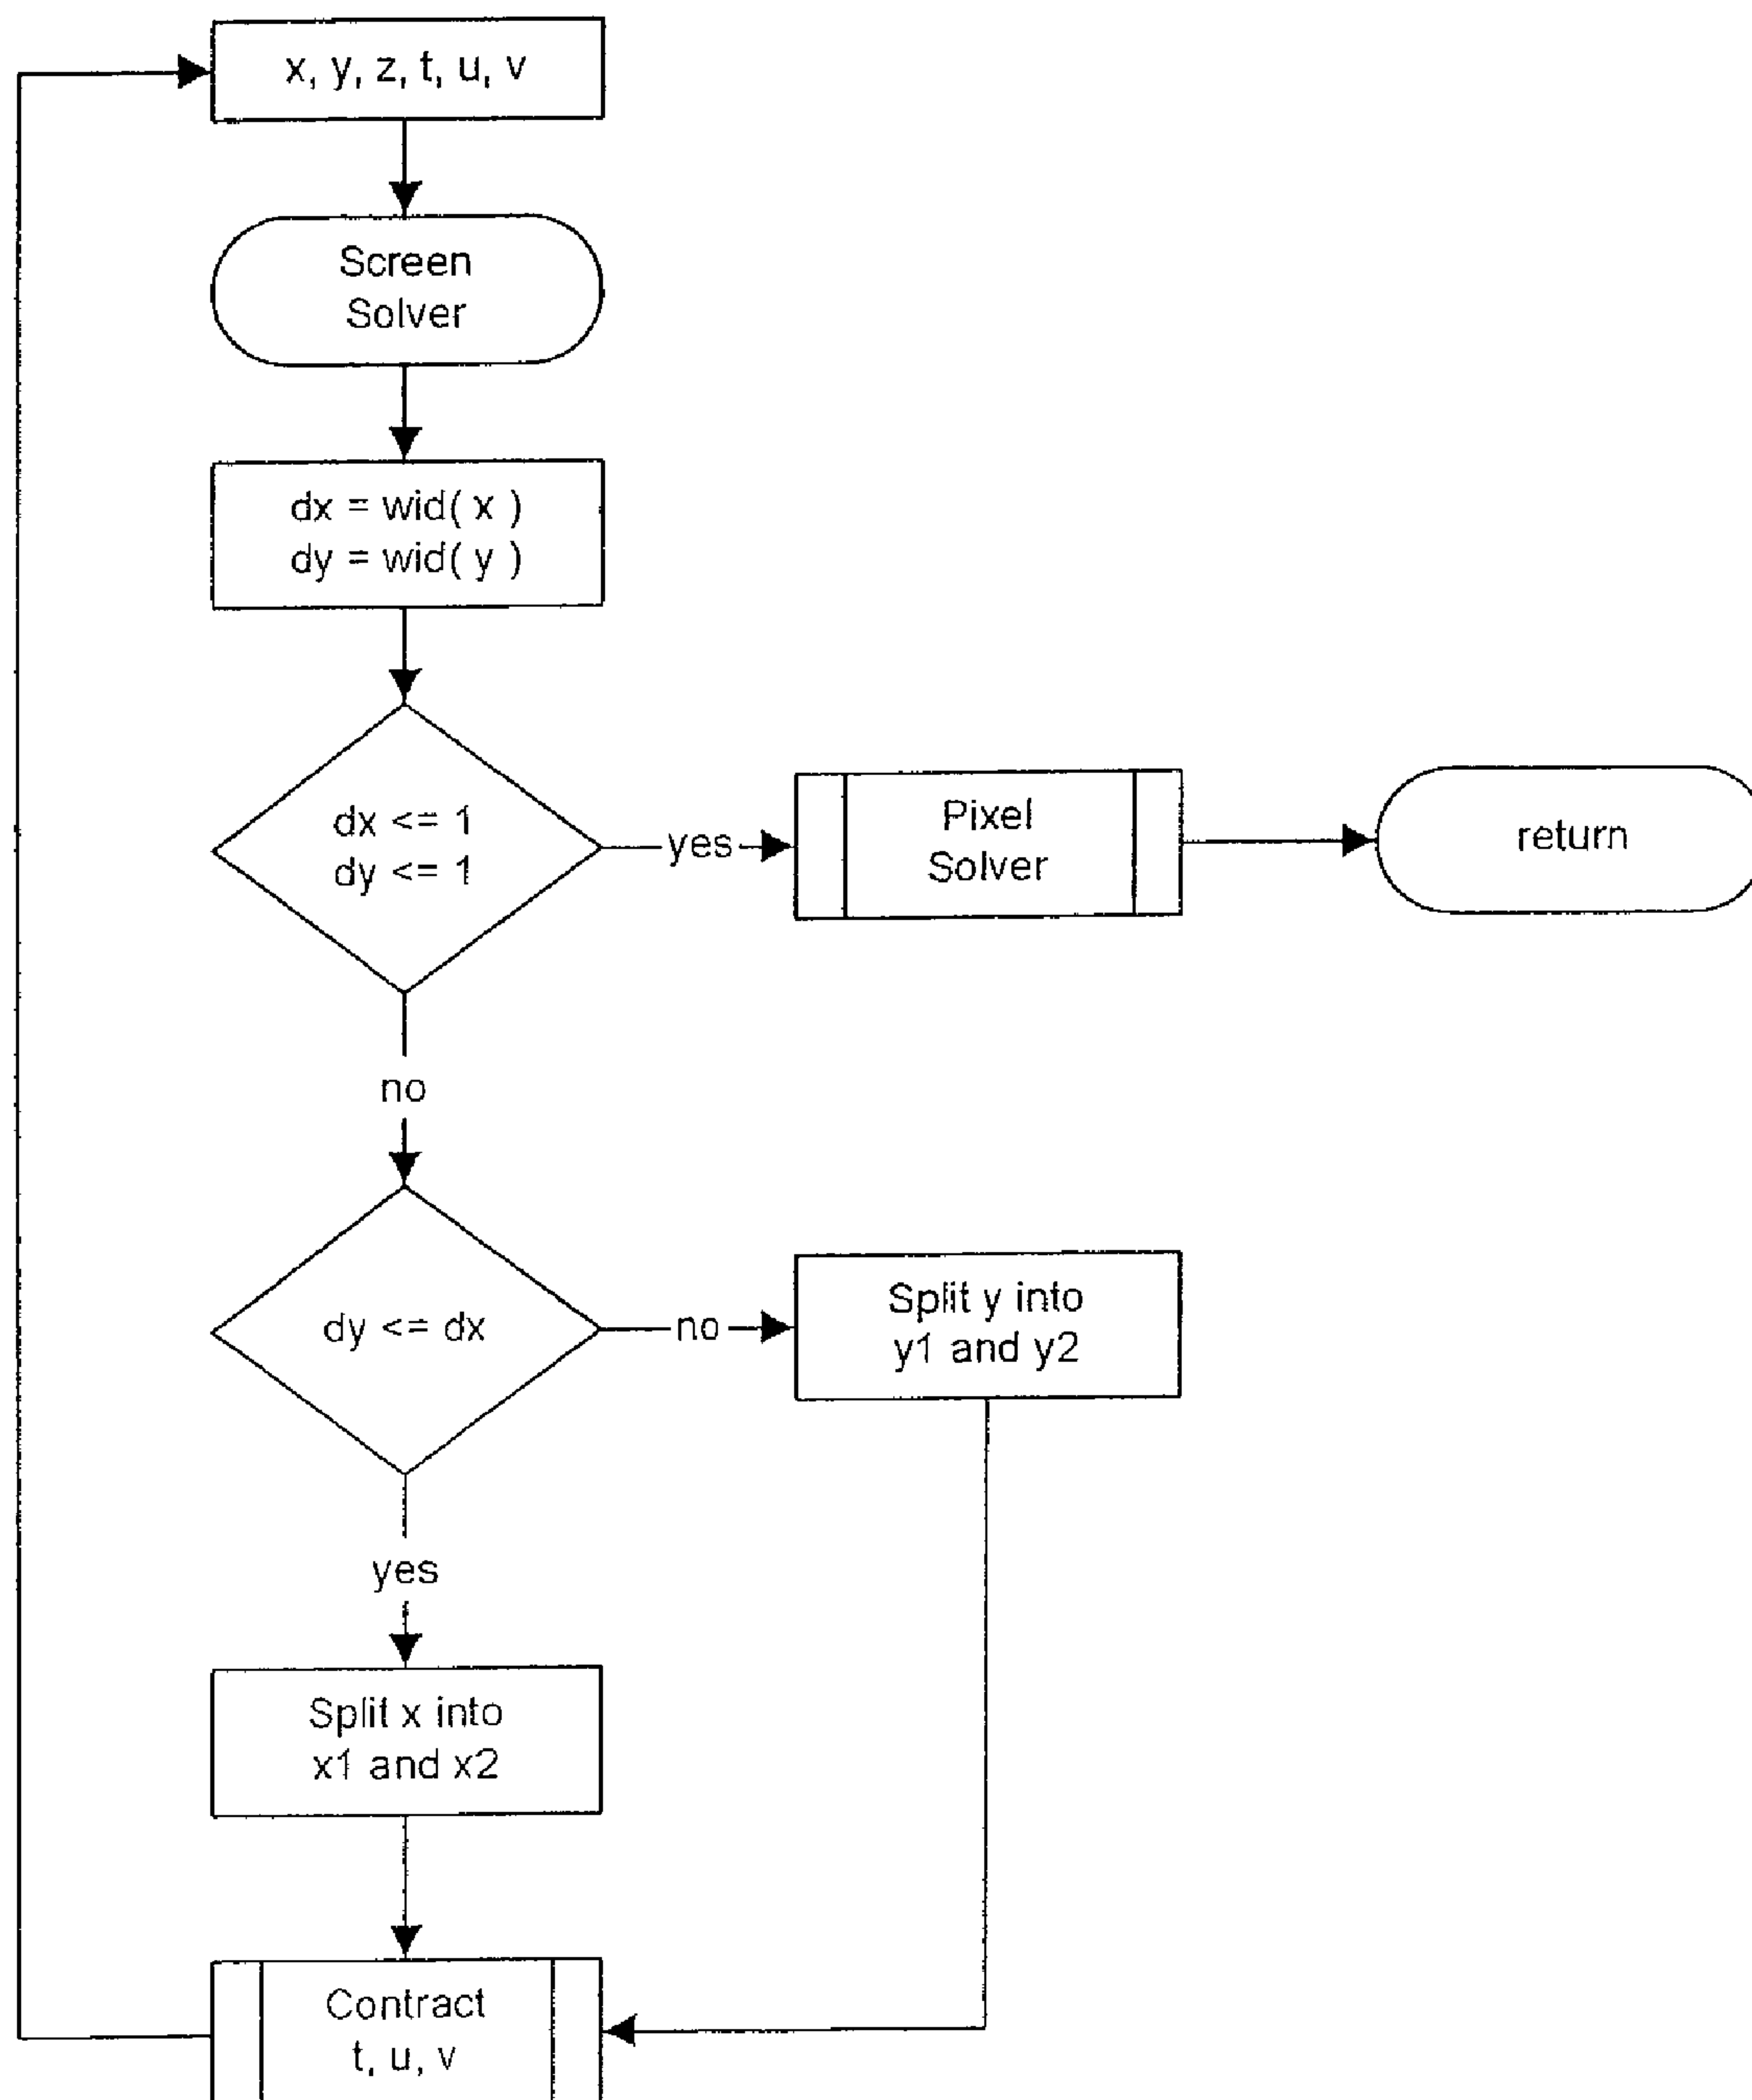 x, y, z, t, u, v
Screen
Solver
dx = wid( x )
dy = wid( y )
dx <= 1
dy <= 1
yes
Pixel
Solver
return
no
dy <= dx
no
Split y into
y1 and y2
yes
Split x into
x1 and x2
Contract
t, u, v